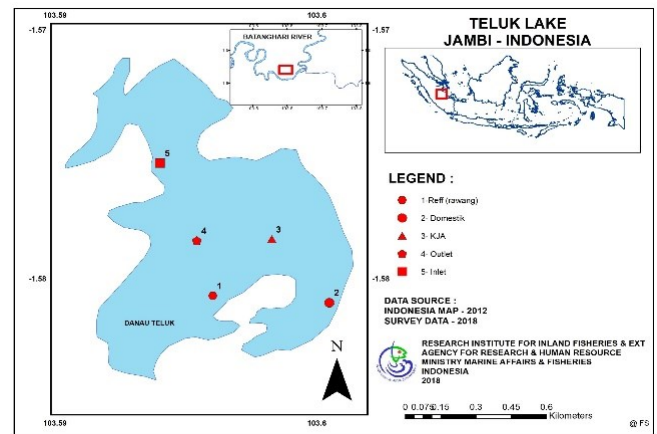 103.59
103.6
-1.57
BATANGHARI RIVER
5
4
3
1
2
-1.58
DANAU TELUK
N
103.59
103.6
TELUK LAKE
JAMBI - INDONESIA
-1.57
LEGEND :
1-Reff (rawang)
2- Domestik
3- KJA
4- Outlet
5- Inlet
-1.58
DATA SOURCE :
INDONESIA MAP - 2012
SURVEY DATA - 2018
RESEARCH INSTITUTE FOR INLAND FISHERIES & EXT
AGENCY FOR RESEARCH & HUMAN RESOURCE
MINISTRY MARINE AFFAIRS & FISHERIES
INDONESIA
2018
0 0.075 0.15 0.3 0.45 0.6
Kilometers
@ FS